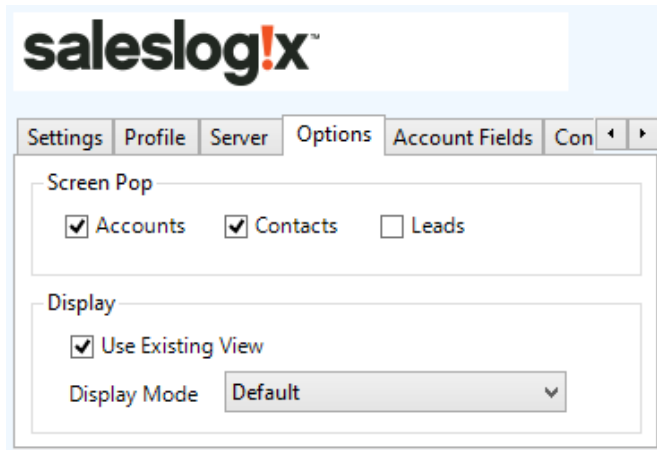 saleslog!x™
Settings Profile Server Options Account Fields Con
Screen Pop
Accounts Contacts Leads
Display
Use Existing View
Display Mode Default